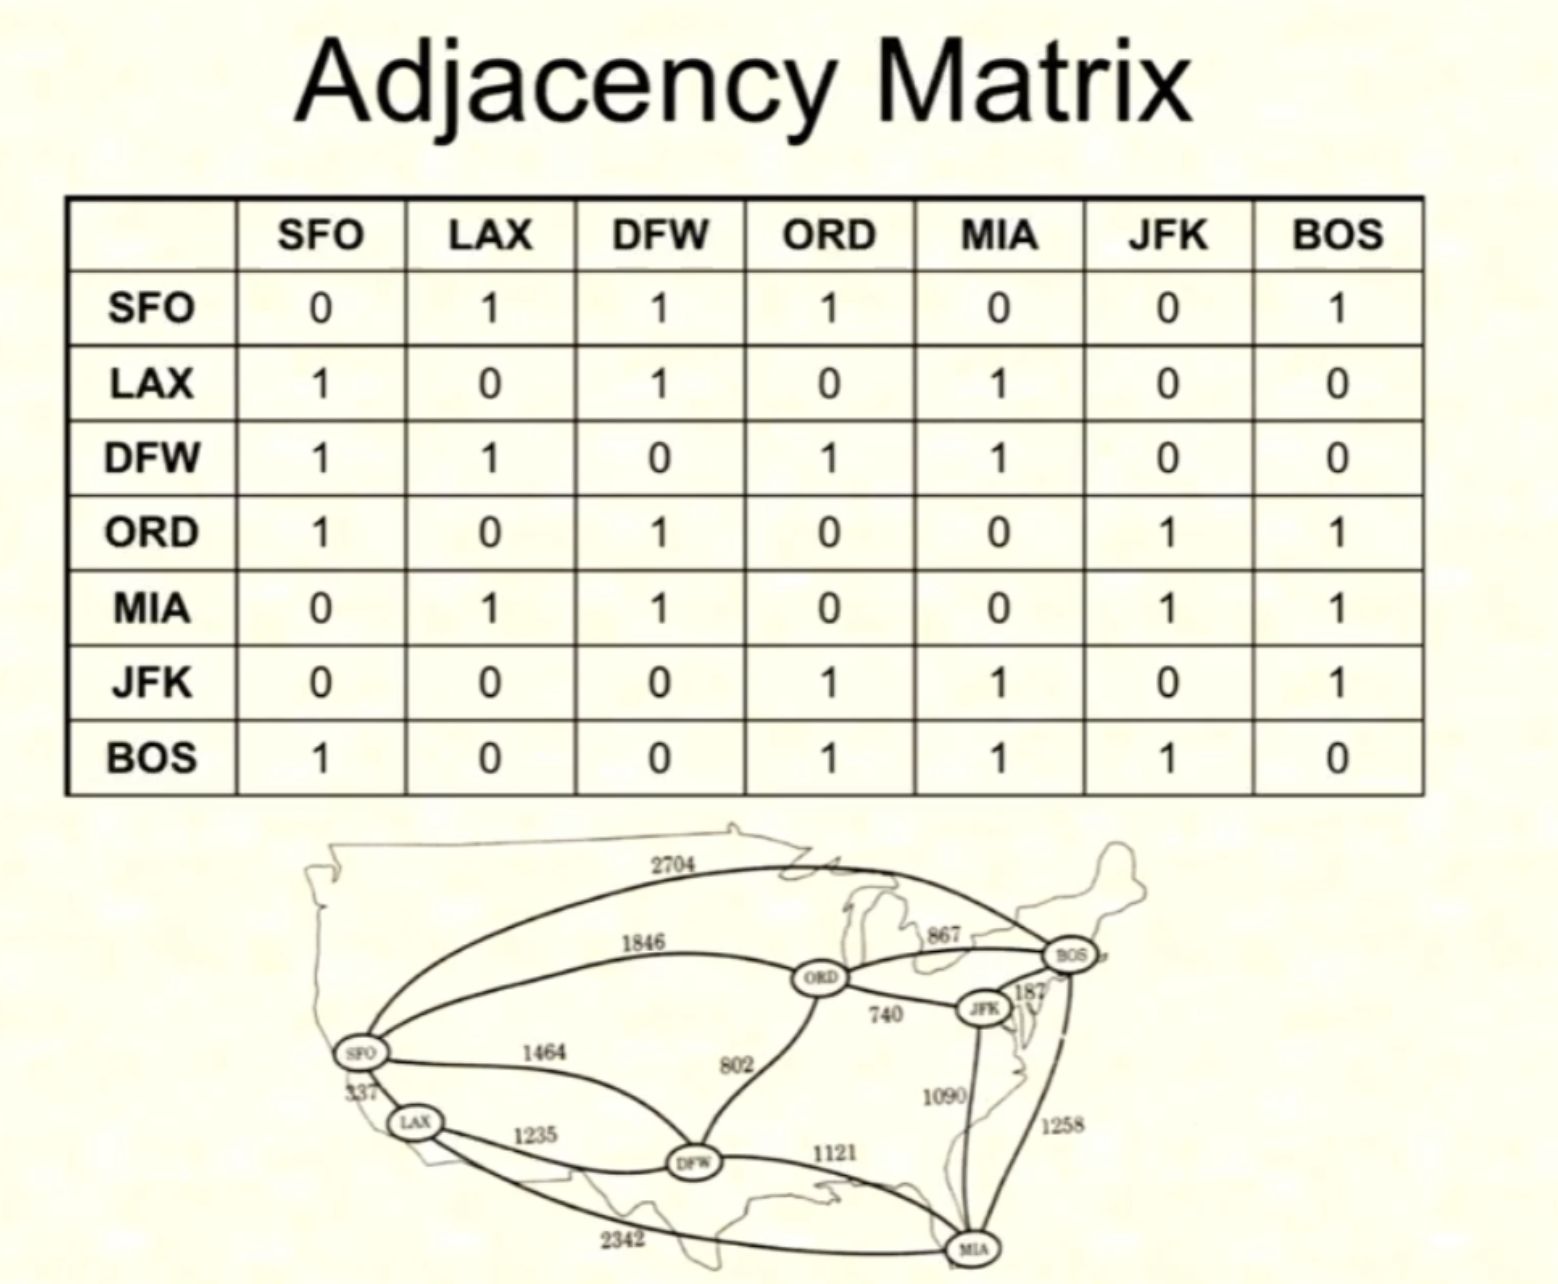 Adjacency Matrix
SFO LAX DFW ORD MIA JFK BOS
SFO 0 1 1 1 0 0 1
LAX 1 0 1 0 1 0 0
DFW 1 1 0 1 1 0 0
ORD 1 0 1 0 0 1 1
MIA 0 1 1 0 0 1 1
JFK 0 0 0 1 1 0 1
BOS 1 0 0 1 1 1 0
2704
1846
867
BOS
ORD
187
JFK
740
SFO
1464
802
337
1090
LAX
1235
1258
DFW
1121
2342
MIA